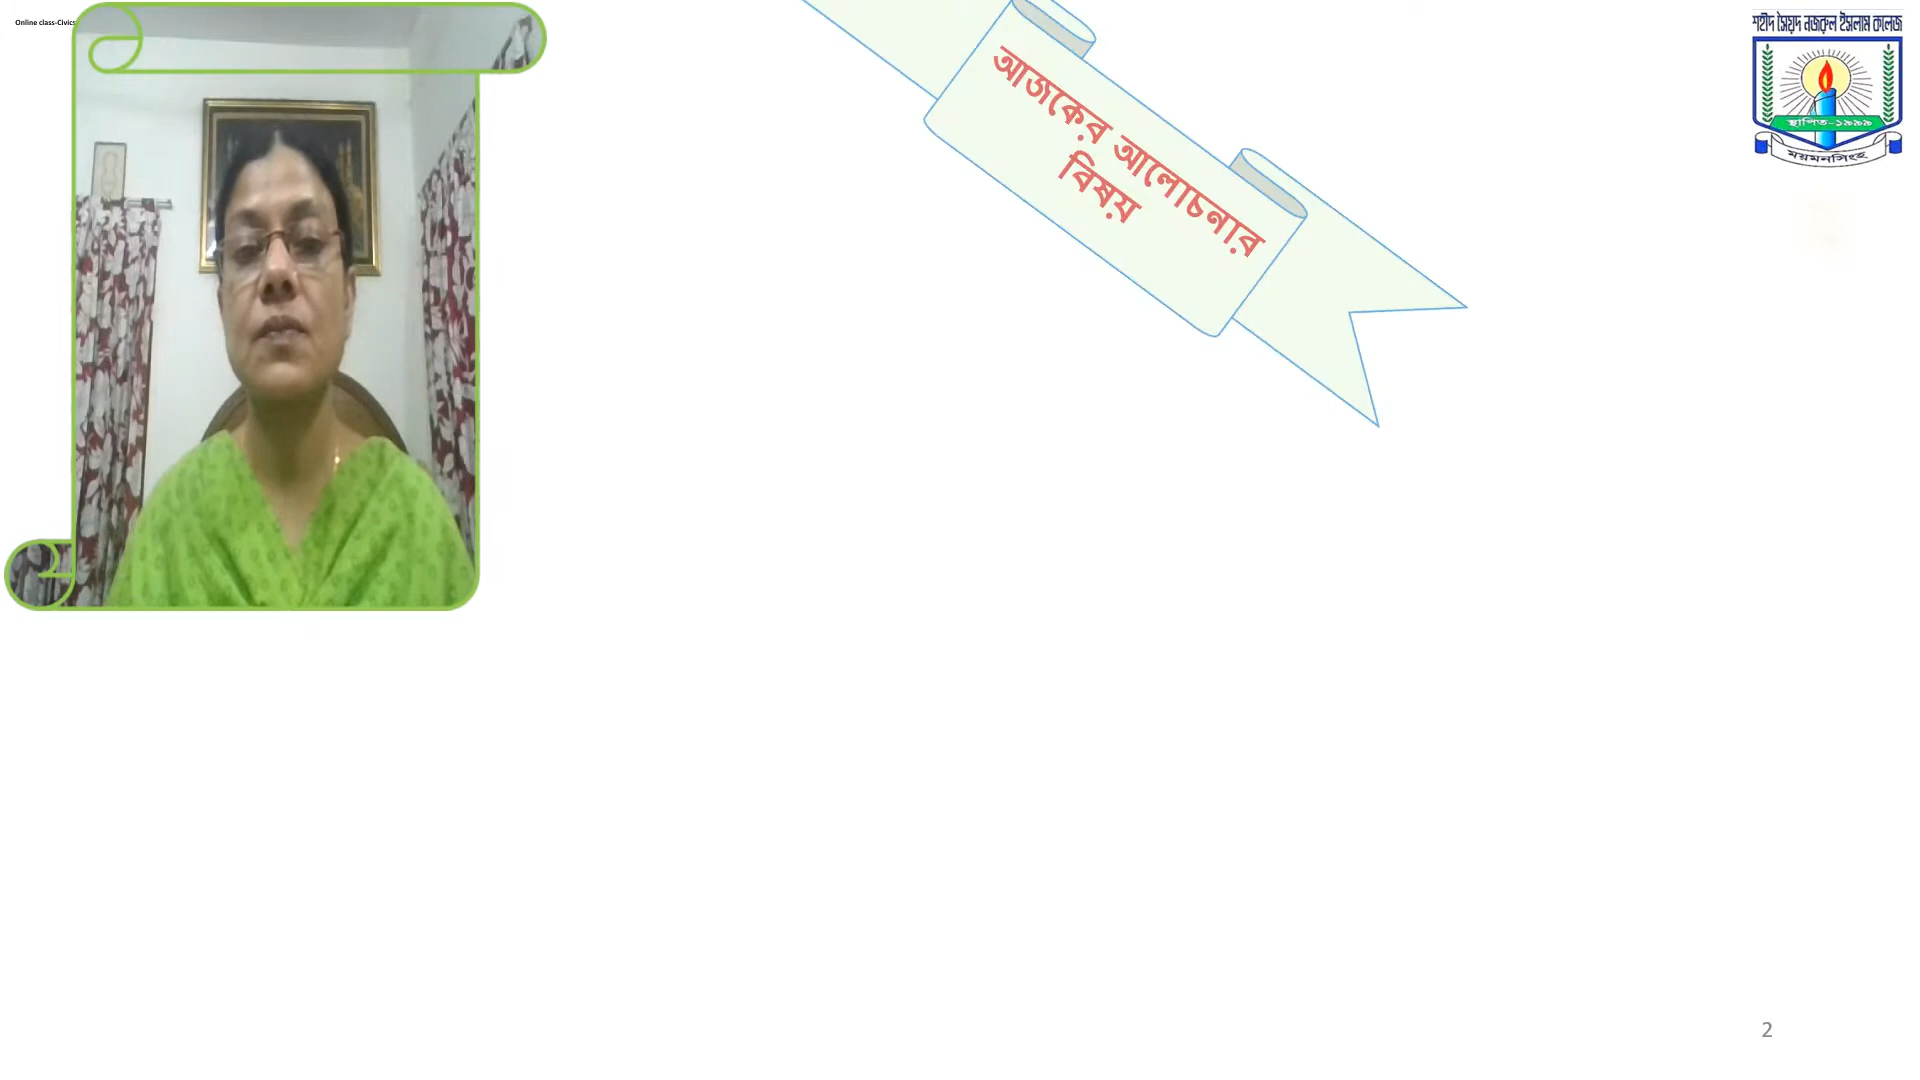 Online class-Civics
শহীদ সৈয়দ নজরুল ইসলাম কলেজ
আজকের আলোচনার
বিষয়
স্থাপিত-১৯৯৯
ময়মনসিংহ
2